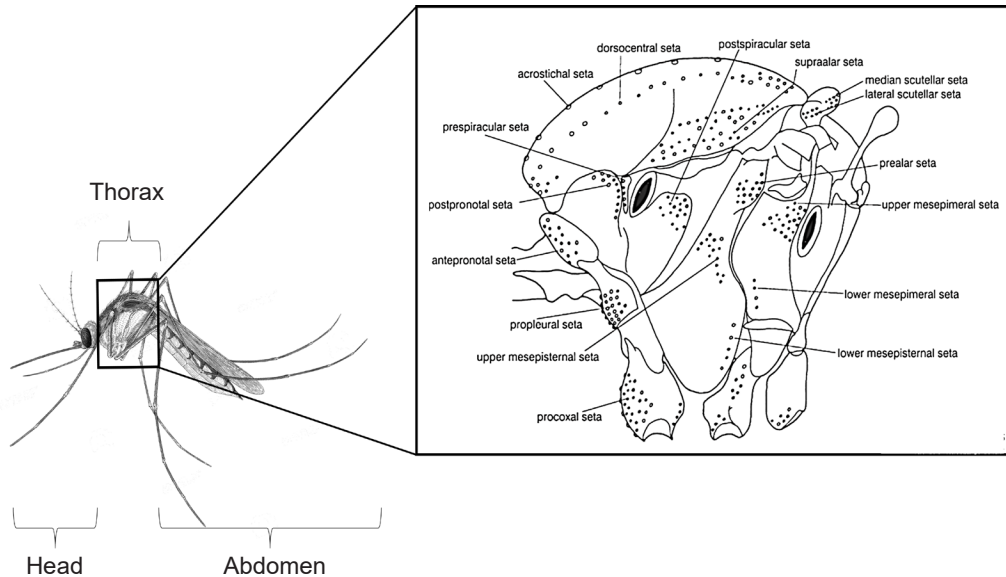 postspiracular seta
dorsocentral seta
supraalar seta
acrostichal seta
median scutellar seta
lateral scutellar seta
prespiracular seta
prealar seta
Thorax
postpronotal seta
upper mesepimeral seta
antepronotal seta
lower mesepimeral seta
propleural seta
upper mesepisternal seta
lower mesepisternal seta
procoxal seta
Head
Abdomen